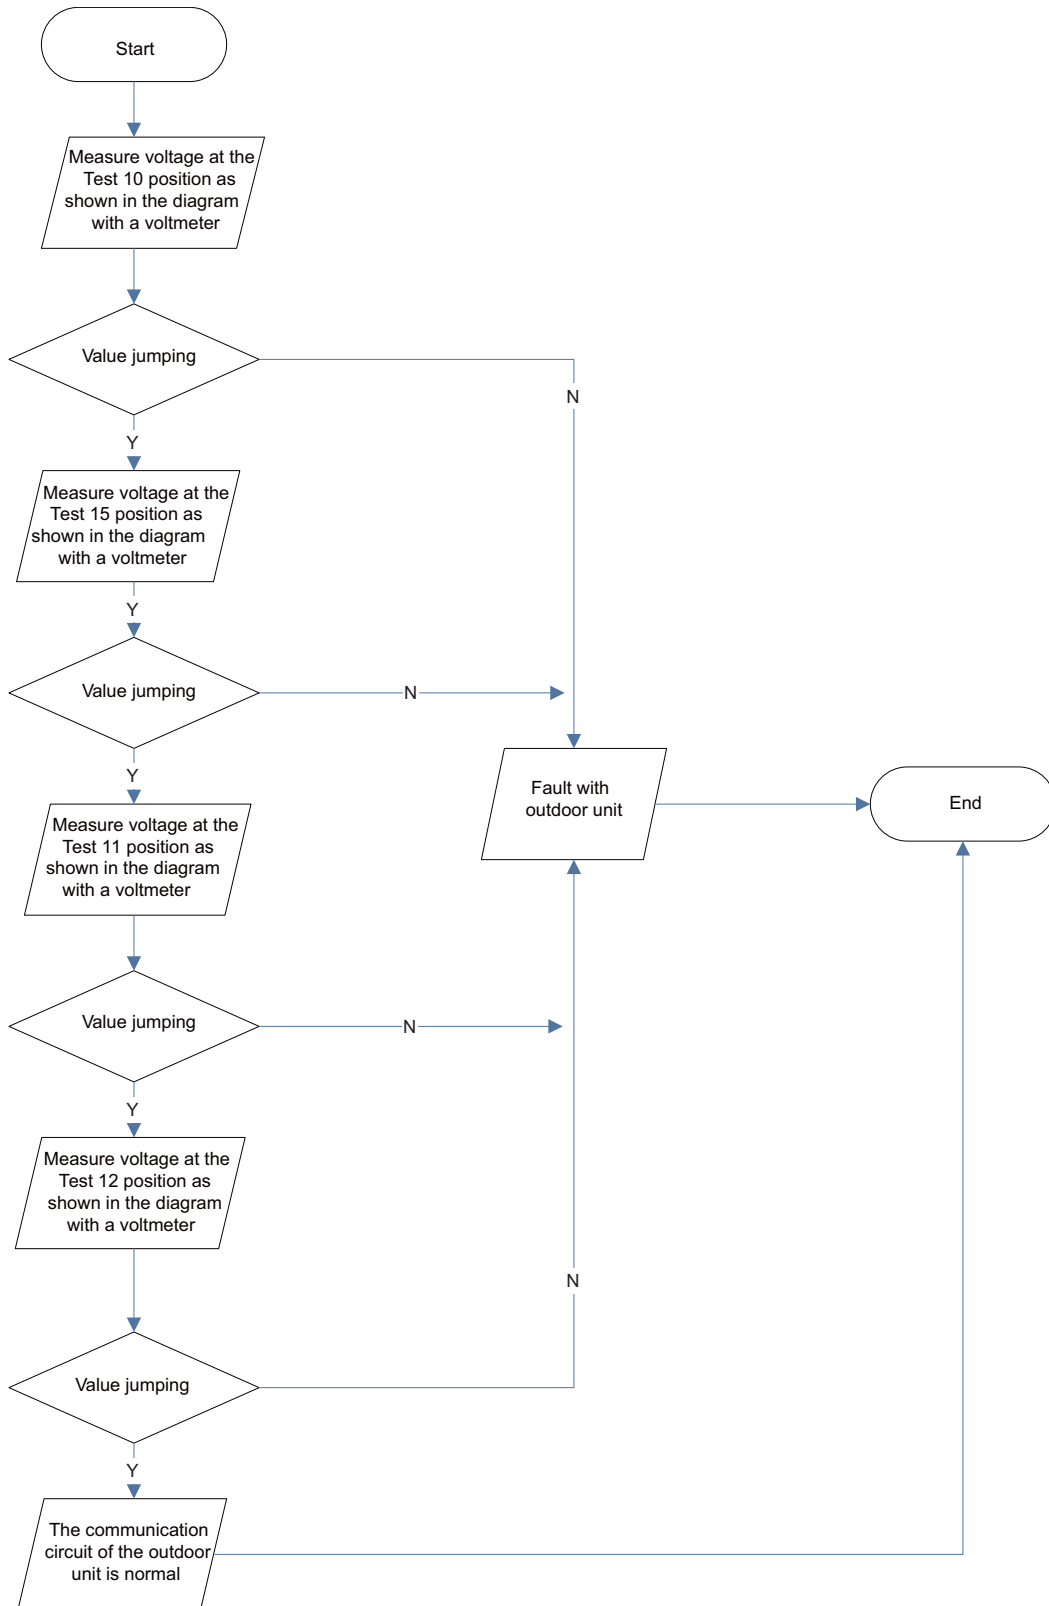 Start
Measure voltage at the
Test 10 position as
shown in the diagram
with a voltmeter
Value jumping
N
Y
Measure voltage at the
Test 15 position as
shown in the diagram
with a voltmeter
Y
Value jumping
N
Y
Measure voltage at the
Test 11 position as
shown in the diagram
with a voltmeter
Fault with
outdoor unit
End
Value jumping
N
Y
Measure voltage at the
Test 12 position as
shown in the diagram
with a voltmeter
N
Value jumping
Y
The communication
circuit of the outdoor
unit is normal